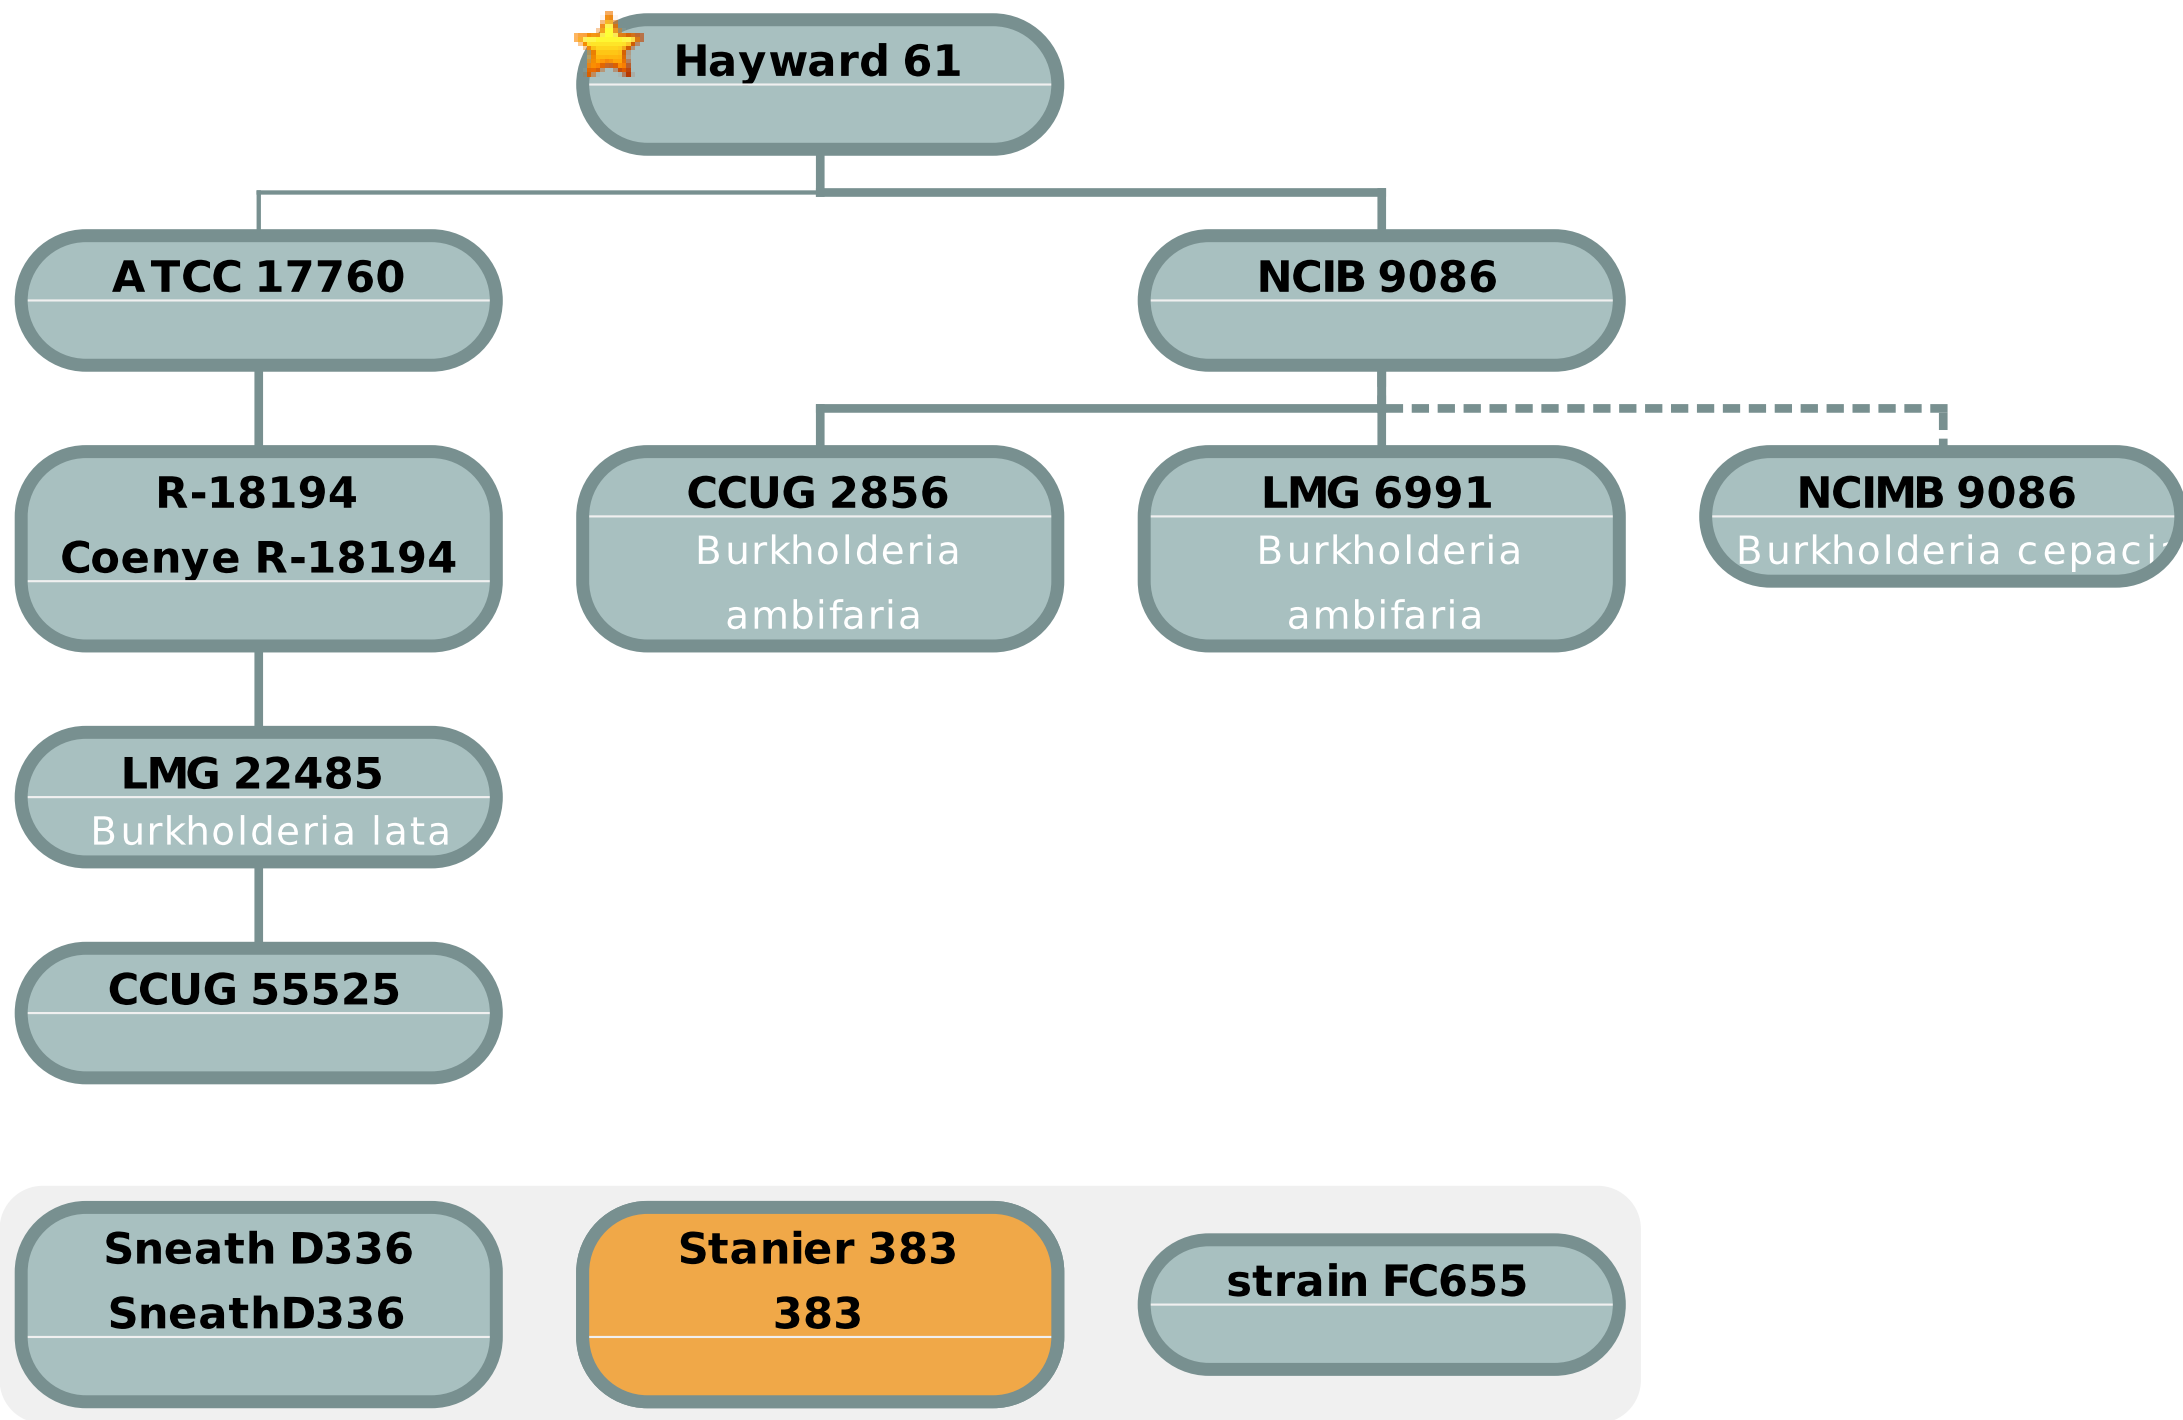 Hayward 61
ATCC 17760
NCIB 9086
R-18194
Coenye R-18194
CCUG 2856
Burkholderia
ambifaria
LMG 6991
Burkholderia
ambifaria
NCIMB 9086
Burkholderia cepacia
LMG 22485
Burkholderia lata
CCUG 55525
Sneath D336
SneathD336
Stanier 383
383
strain FC655